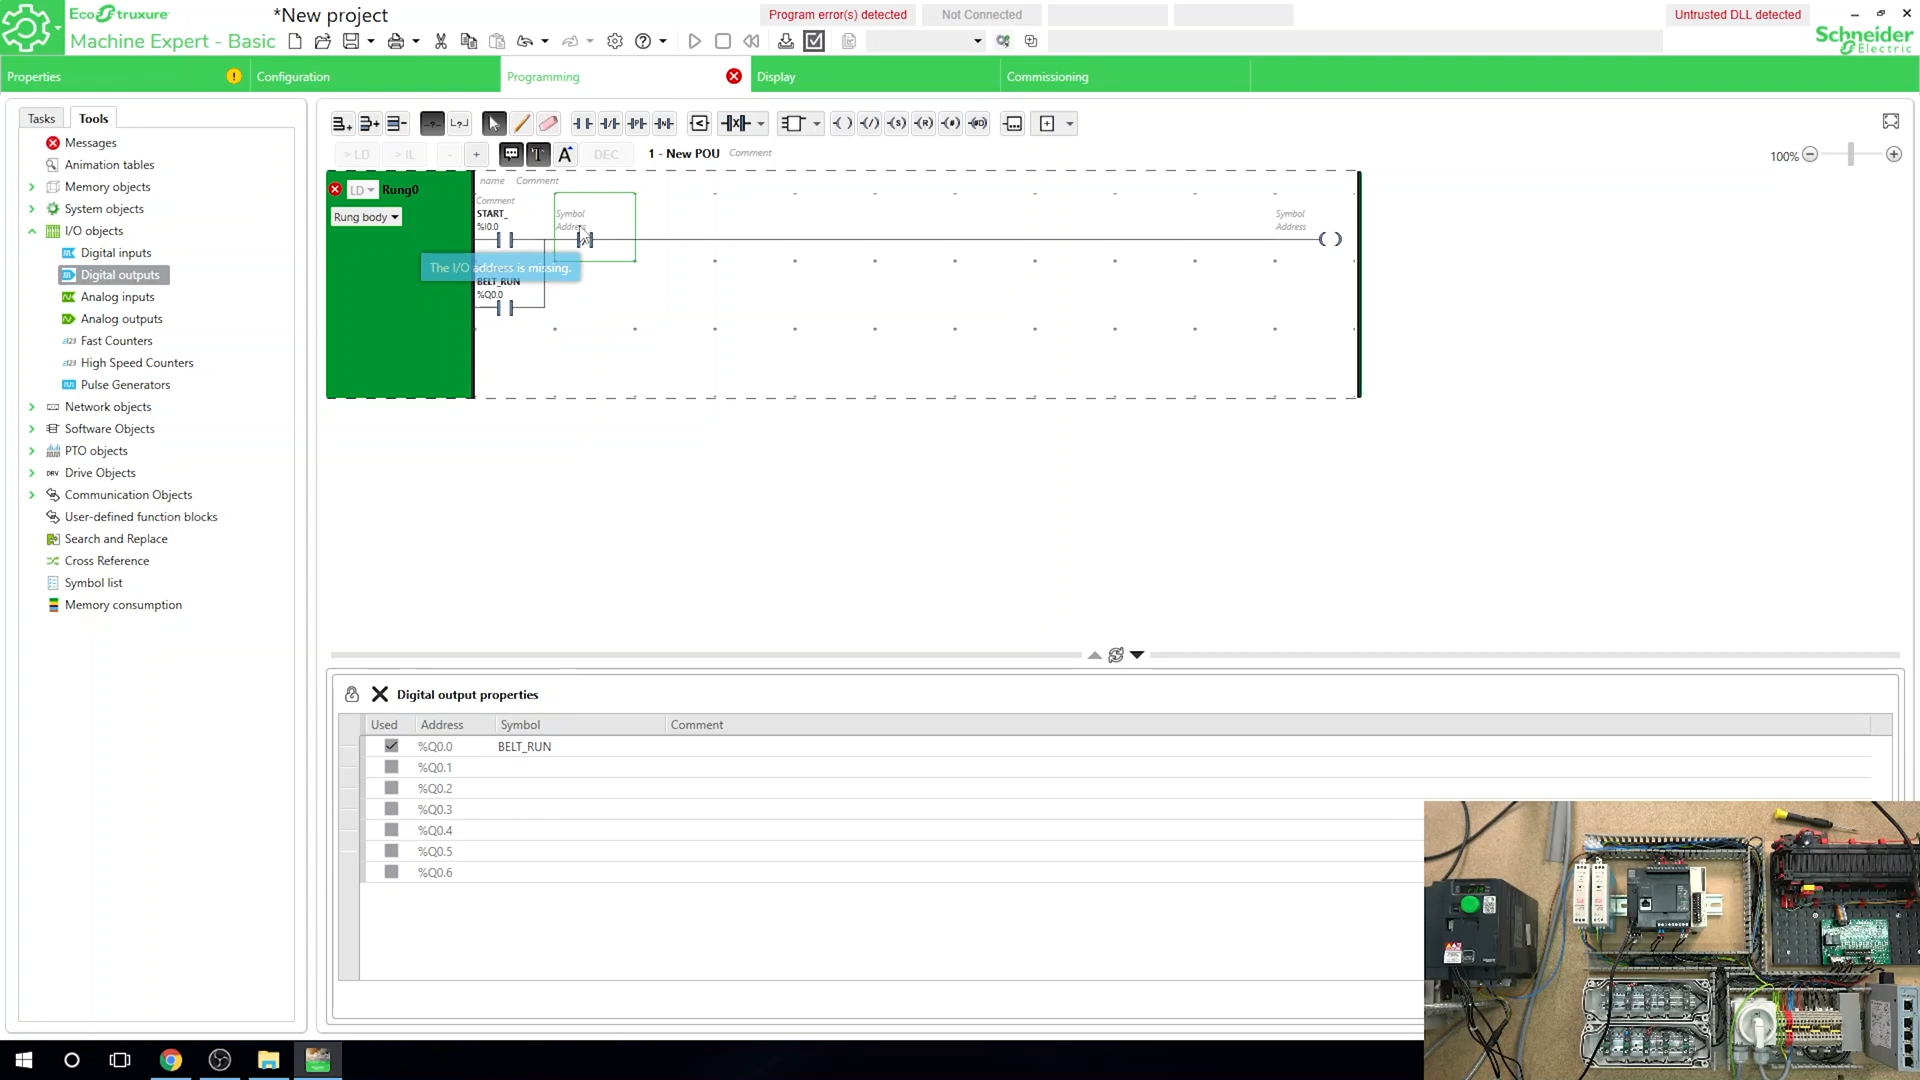 EcoStruxure
Machine Expert - Basic
*New project
Program error(s) detected
Not Connected
Untrusted DLL detected
Schneider
Electric
Properties
Configuration
Programming
Display
Commissioning
Tasks
Tools
Messages
Animation tables
Memory objects
System objects
I/O objects
Digital inputs
Digital outputs
Analog inputs
Analog outputs
Fast Counters
High Speed Counters
Pulse Generators
Network objects
Software Objects
PTO objects
Drive Objects
Communication Objects
User-defined function blocks
Search and Replace
Cross Reference
Symbol list
Memory consumption
> LD
> IL
DEC
1 - New POU
Comment
100%
LD
Rung0
Rung body
name Comment
Comment
START_
%I0.0
Symbol
Address
Symbol
Address
The I/O address is missing.
BELT_RUN
%Q0.0
Digital output properties
Used Address Symbol Comment
%Q0.0 BELT_RUN
%Q0.1
%Q0.2
%Q0.3
%Q0.4
%Q0.5
%Q0.6